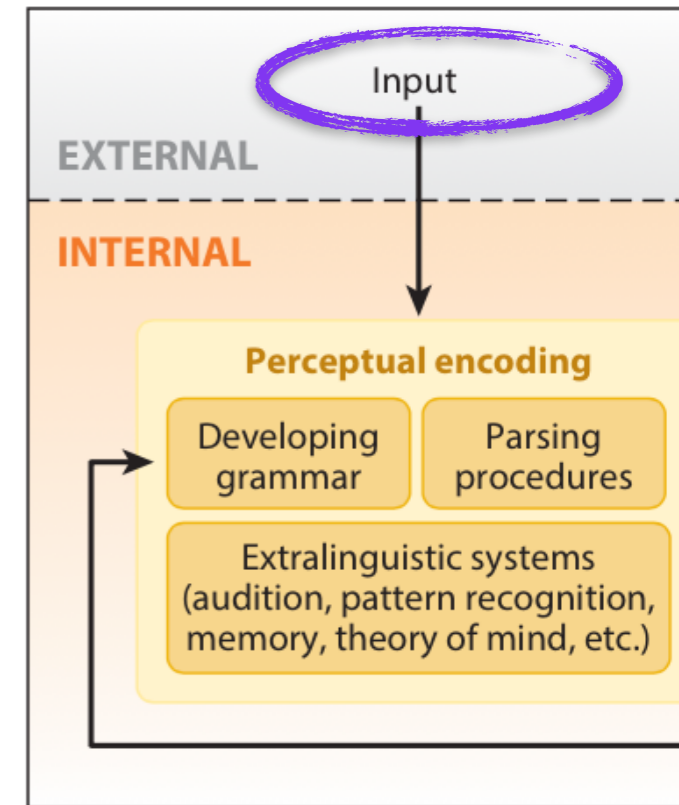 Input
EXTERNAL
INTERNAL
Perceptual encoding
Developing
grammar
Parsing
procedures
Extralinguistic systems
(audition, pattern recognition,
memory, theory of mind, etc.)